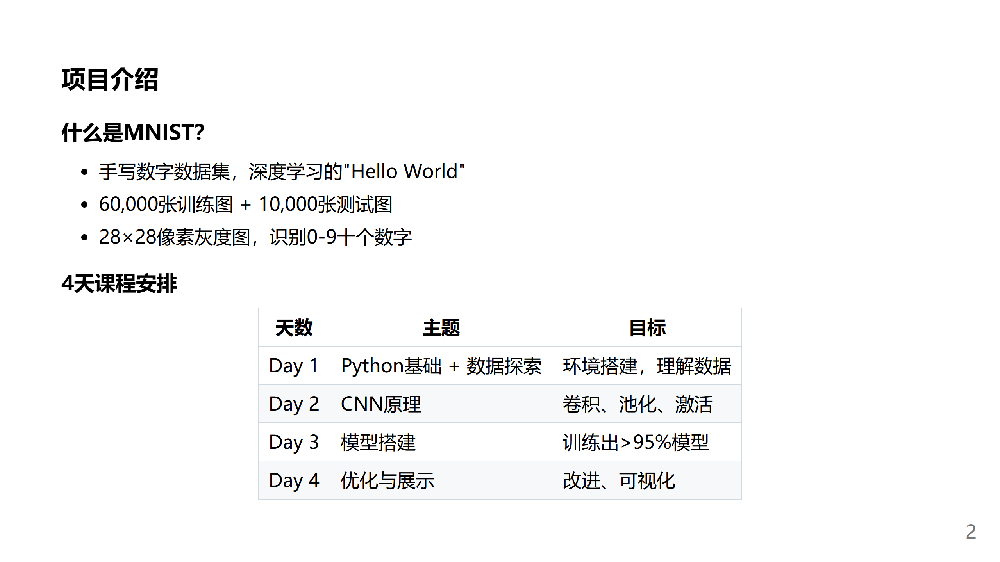 项目介绍
什么是MNIST？
• 手写数字数据集，深度学习的"Hello World"
• 60,000张训练图 + 10,000张测试图
• 28×28像素灰度图，识别0-9十个数字
4天课程安排
天数 主题 目标
Day 1 Python基础 + 数据探索 环境搭建，理解数据
Day 2 CNN原理 卷积、池化、激活
Day 3 模型搭建 训练出>95%模型
Day 4 优化与展示 改进、可视化
2